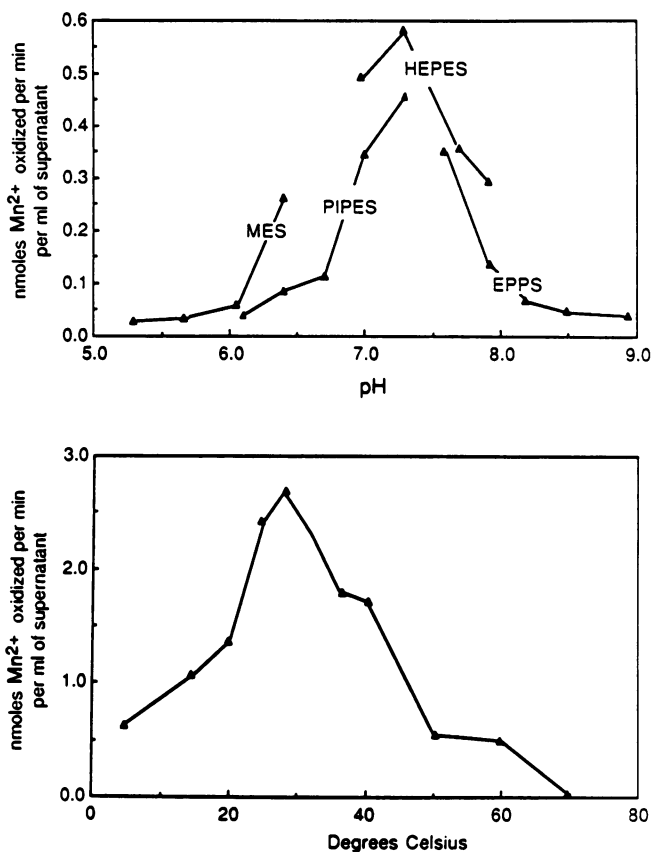 nmoles Mn2+ oxidized per min
per ml of supernatant
0.6
0.5
0.4
0.3
0.2
0.1
0.0
HEPES
PIPES
MES
EPPS
5.0 6.0 7.0 8.0 9.0
pH
nmoles Mn2+ oxidized per min
per ml of supernatant
3.0
2.0
1.0
0.0
0 20 40 60 80
Degrees Celsius